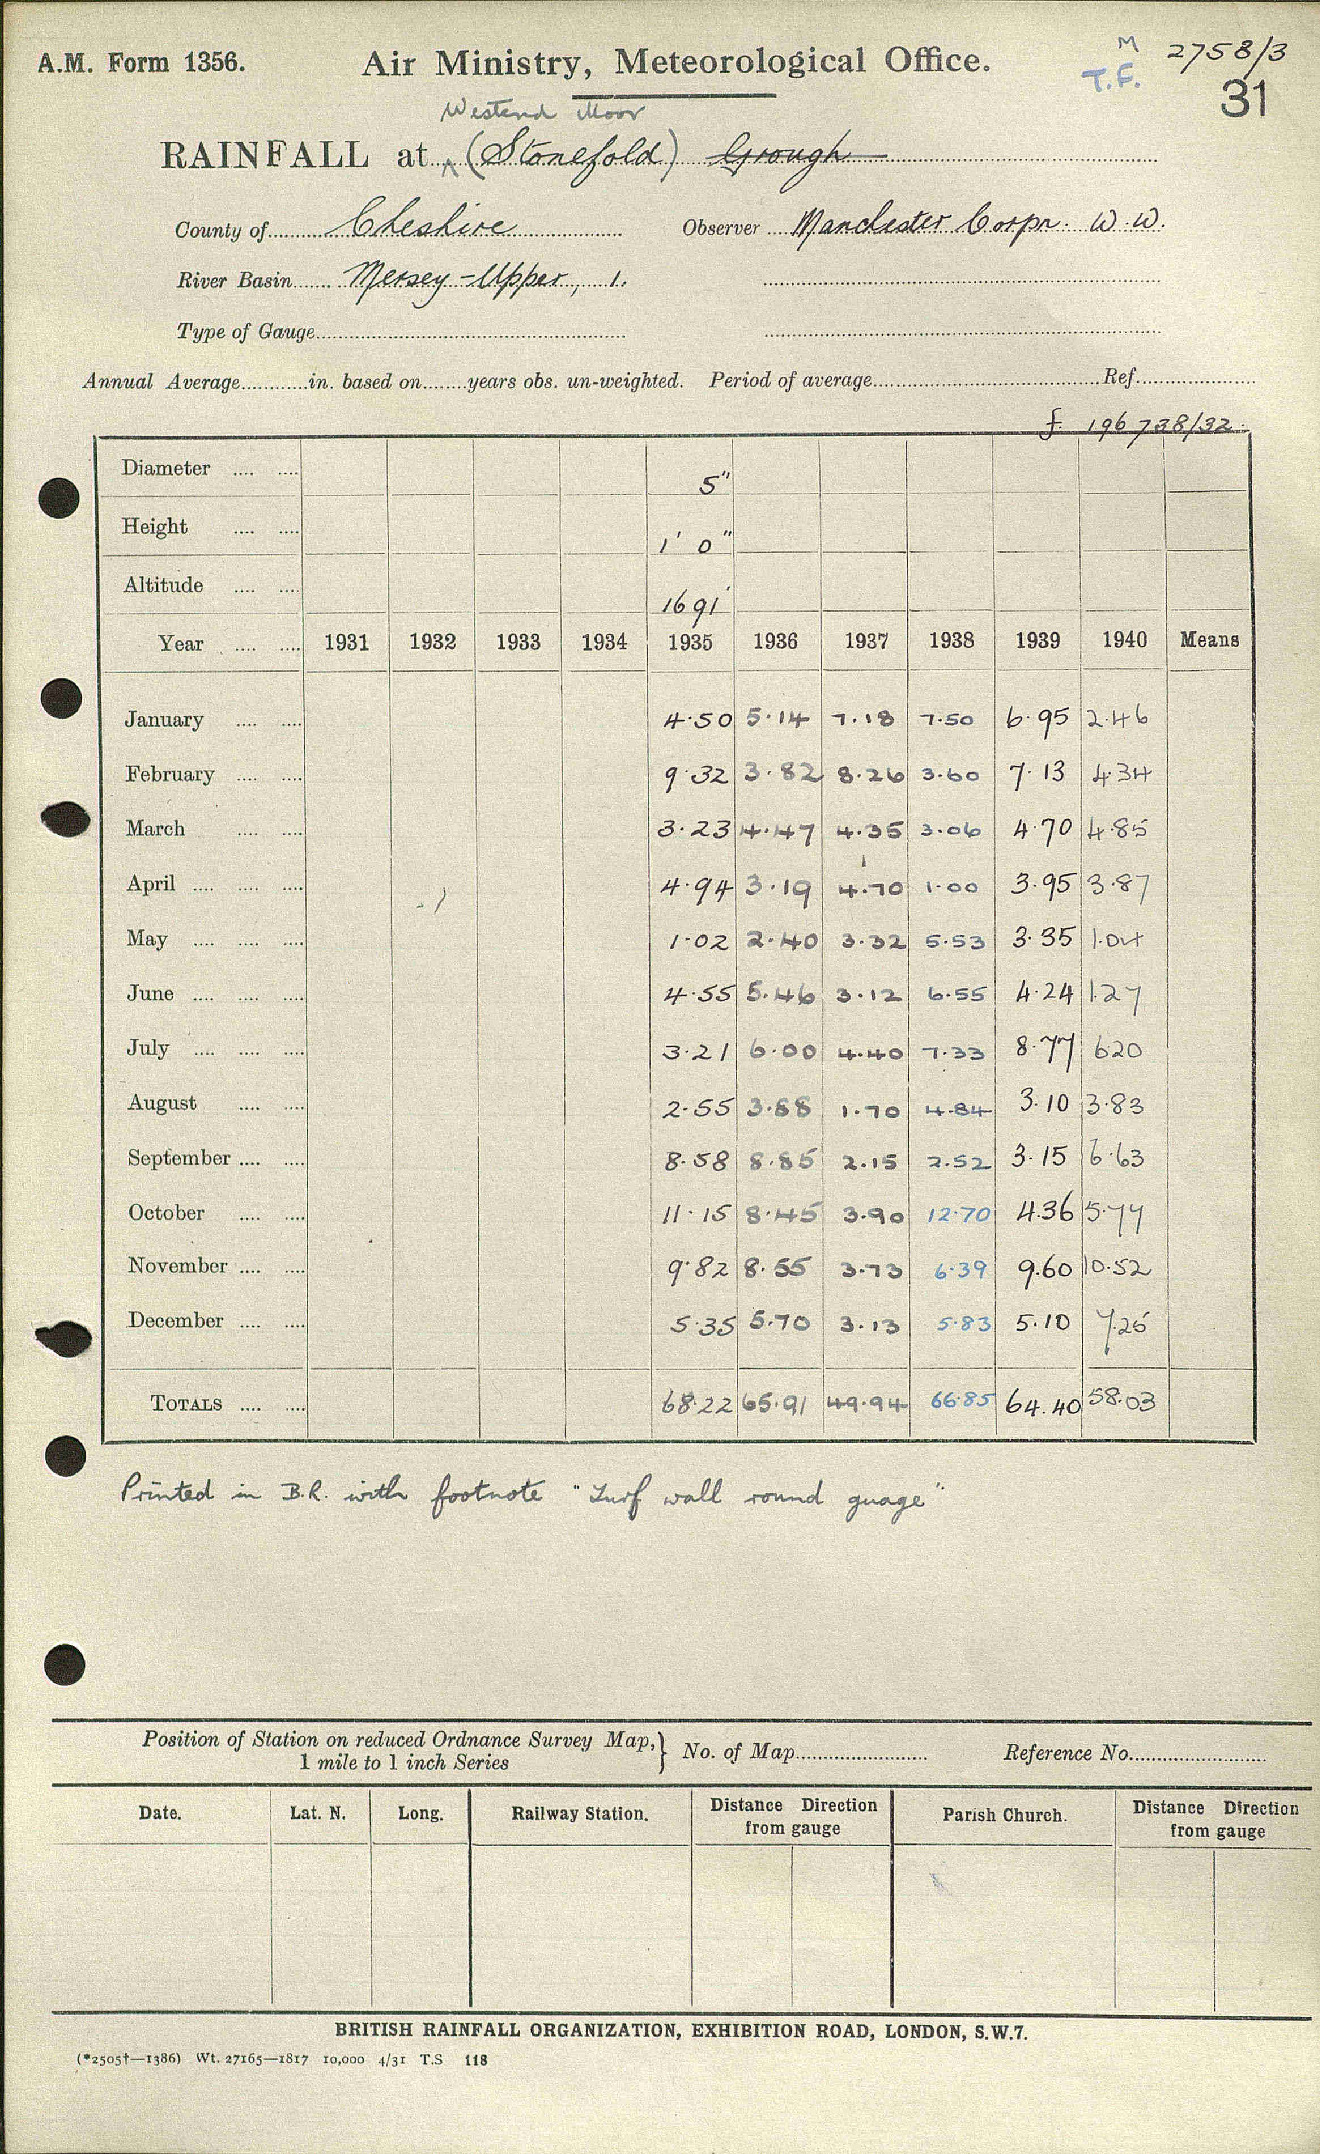 A.M. Form 1356.
Air Ministry, Meteorological Office.
M 2758/3
T.F.
31
Westend Moor
RAINFALL at (Stonefold) Grough
County of Cheshire Observer Manchester Corpn. W.W.
River Basin Mersey - Upper, 1.
Type of Gauge
Annual Average in. based on years obs. un-weighted. Period of average Ref.
f. 196 738/32
Diameter 5"
Height 1' 0"
Altitude 1691'
Year 1931 1932 1933 1934 1935 1936 1937 1938 1939 1940 Means
January 4.50 5.14 7.18 7.50 6.95 2.46
February 9.32 3.82 8.26 3.60 7.13 4.34
March 3.23 4.47 4.35 3.06 4.70 4.85
April 4.94 3.19 4.70 1.00 3.95 3.87
May 1.02 2.40 3.32 5.53 3.35 1.04
June 4.55 5.46 3.12 6.55 4.24 1.27
July 3.21 6.00 4.40 7.33 8.77 620
August 2.55 3.88 1.70 4.84 3.10 3.83
September 8.58 8.85 2.15 2.52 3.15 6.63
October 11.15 8.45 3.90 12.70 4.36 5.77
November 9.82 8.55 3.73 6.39 9.60 10.52
December 5.35 5.70 3.13 5.83 5.10 7.25
TOTALS 68.22 65.91 49.94 66.85 64.40 58.03
Printed in B.R. with footnote "Turf wall round guage"
Position of Station on reduced Ordnance Survey Map, } No. of Map Reference No.
1 mile to 1 inch Series
Date. Lat. N. Long. Railway Station. Distance Direction from gauge Parish Church. Distance Direction from gauge
BRITISH RAINFALL ORGANIZATION, EXHIBITION ROAD, LONDON, S.W.7.
(*2505†—1386) Wt. 27165—1817 10,000 4/31 T.S 118